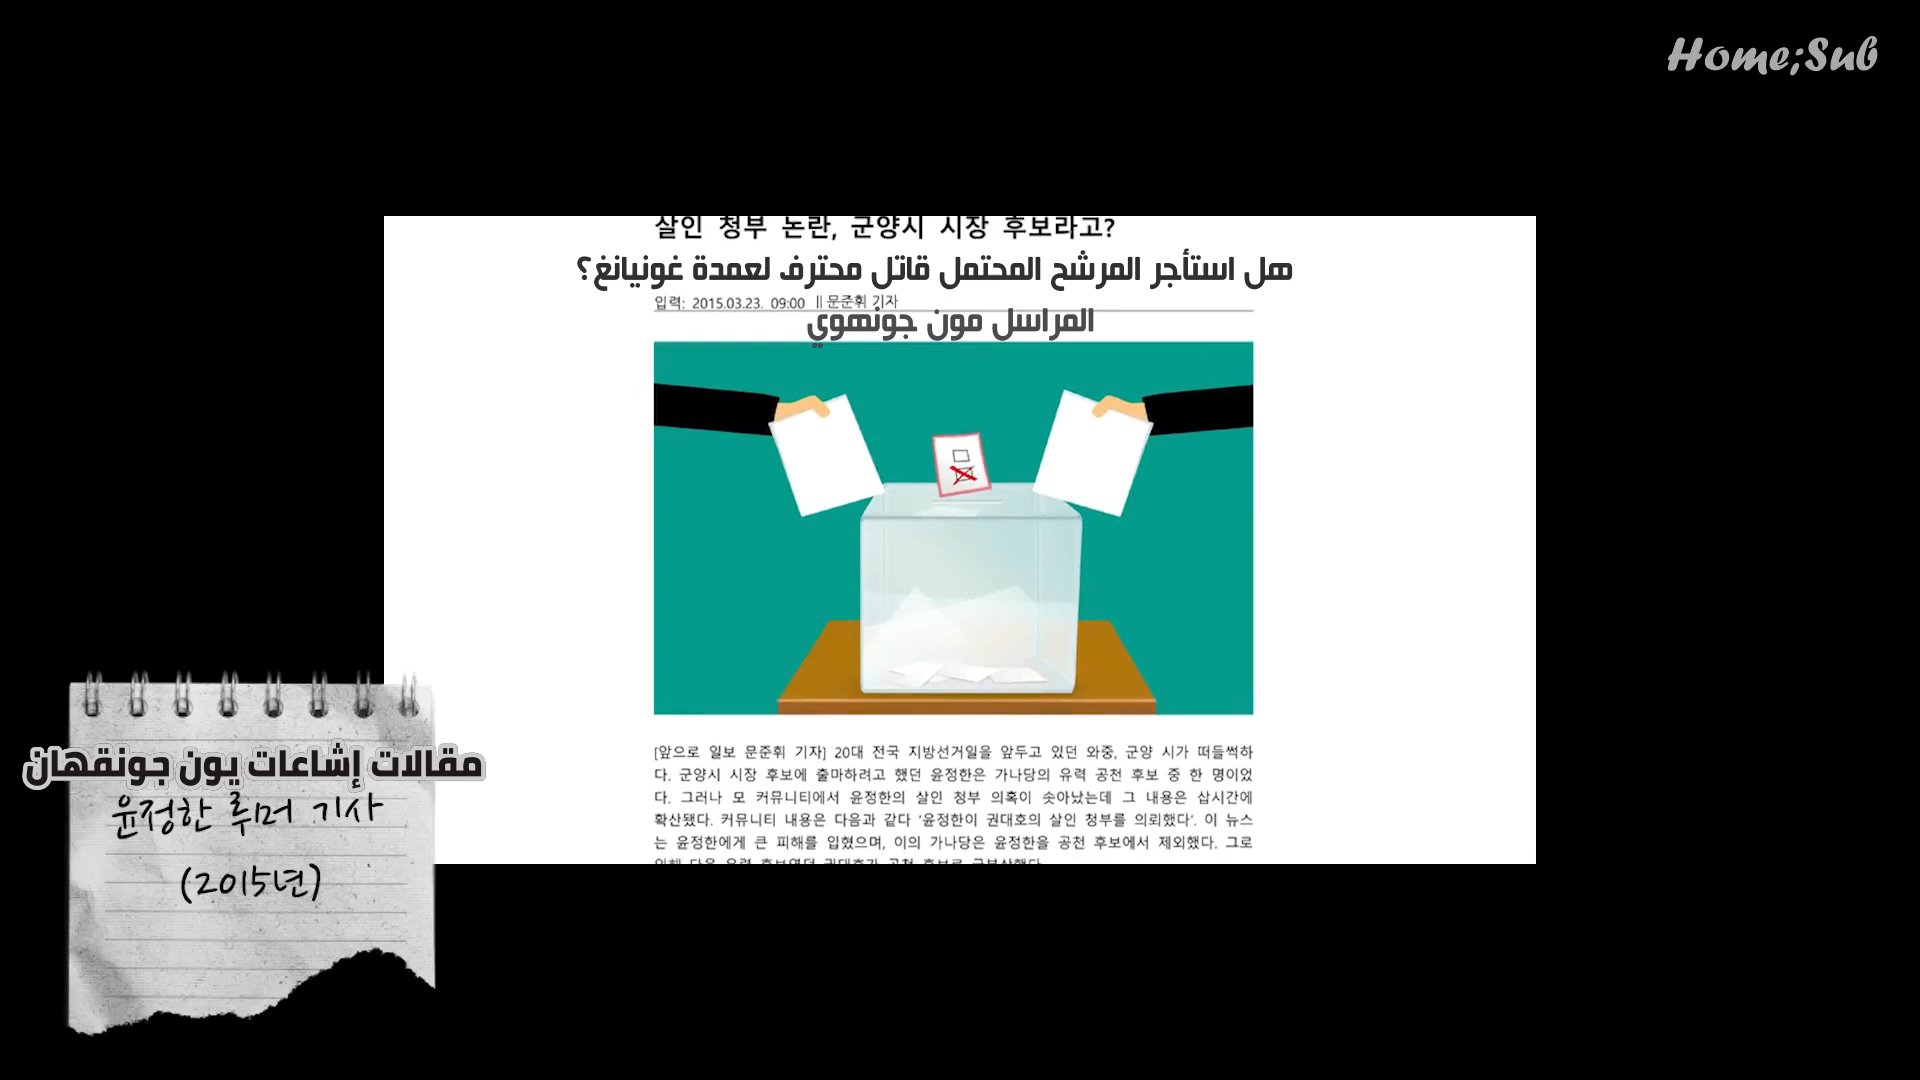 Home;Sub
살인 청부 논란, 군양시 시장 후보라고?
هل استأجر المرشح المحتمل قاتل محترف لعمدة غونيانغ؟
입력: 2015.03.23. 09:00 || 문준휘 기자
المراسل مون جونهوي
[앞으로 일보 문준휘 기자] 20대 전국 지방선거일을 앞두고 있던 와중, 군양 시가 떠들썩하
다. 군양시 시장 후보에 출마하려고 했던 윤정한은 가나당의 유력 공천 후보 중 한 명이었
다. 그러나 모 커뮤니티에서 윤정한의 살인 청부 의혹이 솟아났는데 그 내용은 삽시간에
확산됐다. 커뮤니티 내용은 다음과 같다 ‘윤정한이 권대호의 살인 청부를 의뢰했다’. 이 뉴스
는 윤정한에게 큰 피해를 입혔으며, 이의 가나당은 윤정한을 공천 후보에서 제외했다. 그로
مقالات إشاعات يون جونقهان
윤정한 루머 기사
(2015년)